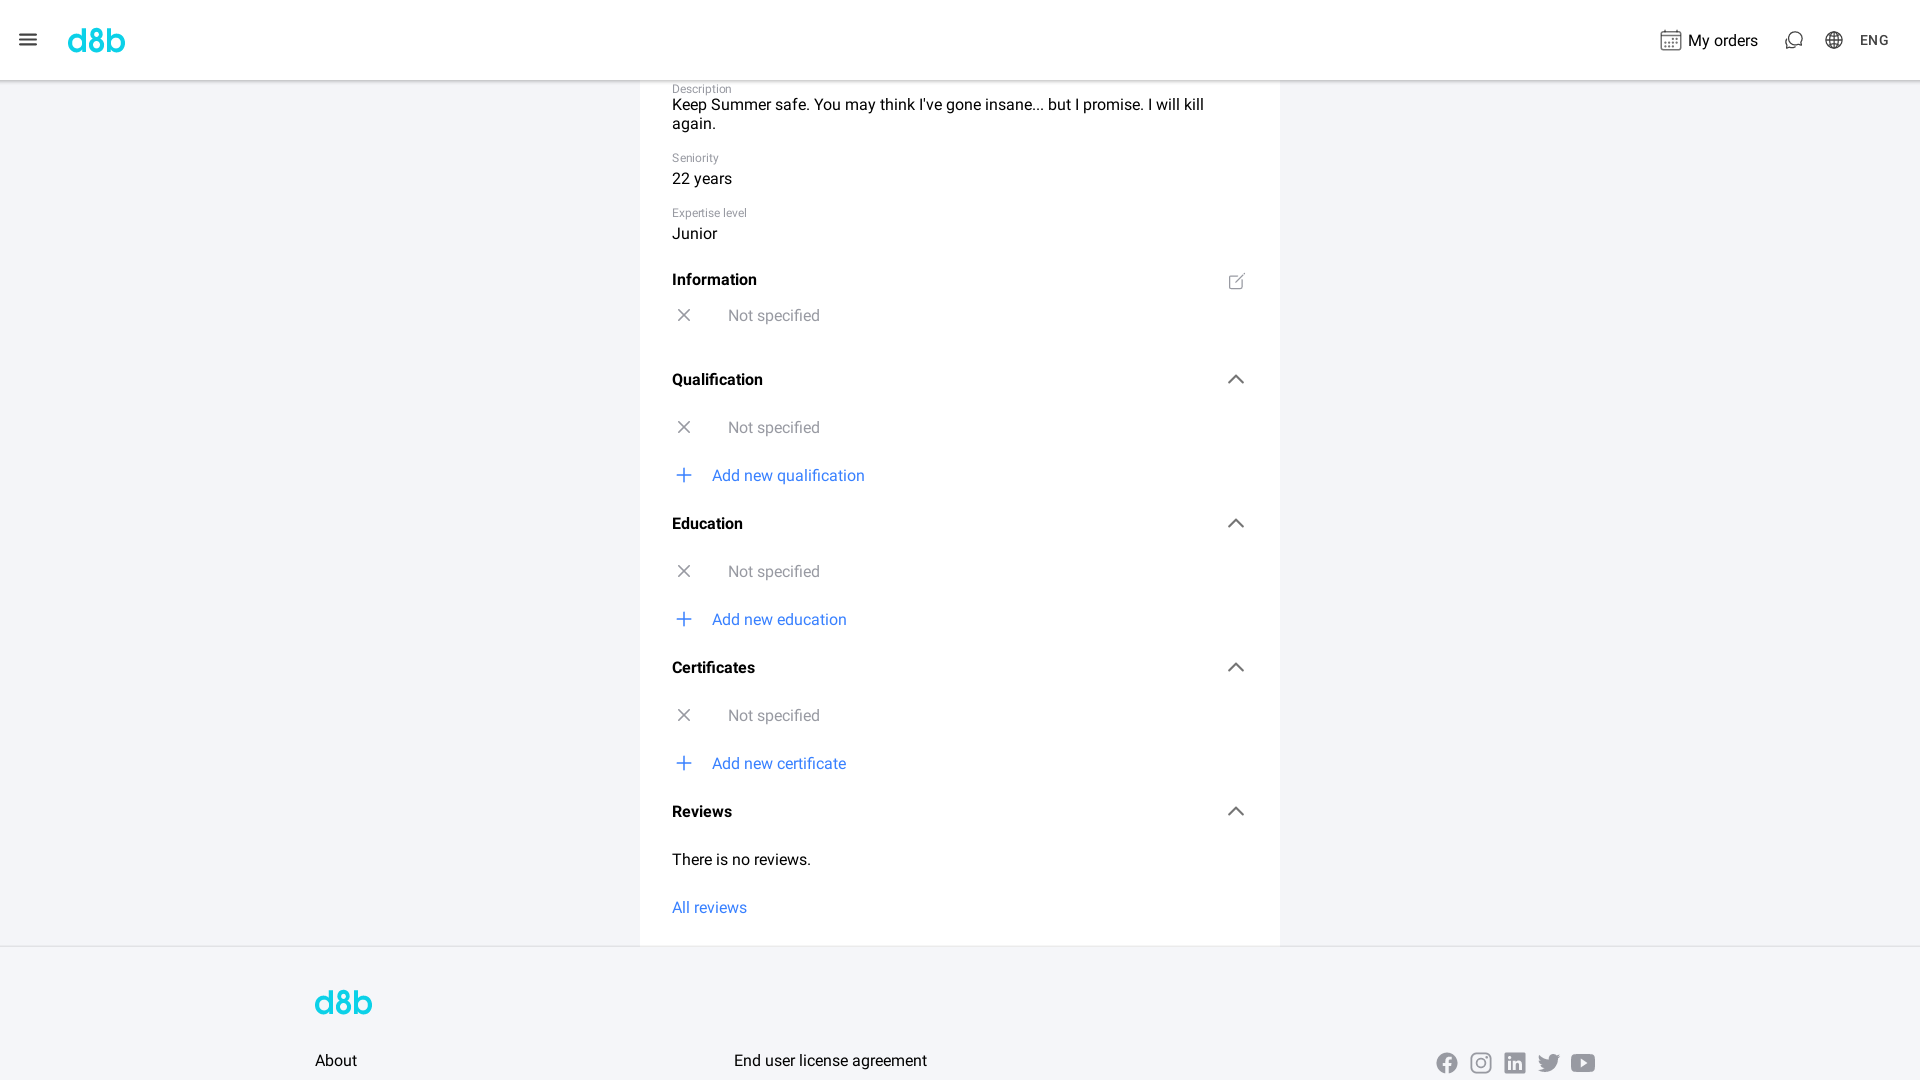 d8b
My orders
ENG
Description
Keep Summer safe. You may think I've gone insane... but I promise. I will kill
again.
Seniority
22 years
Expertise level
Junior
Information
Not specified
Qualification
Not specified
Add new qualification
Education
Not specified
Add new education
Certificates
Not specified
Add new certificate
Reviews
There is no reviews.
All reviews
d8b
About
End user license agreement